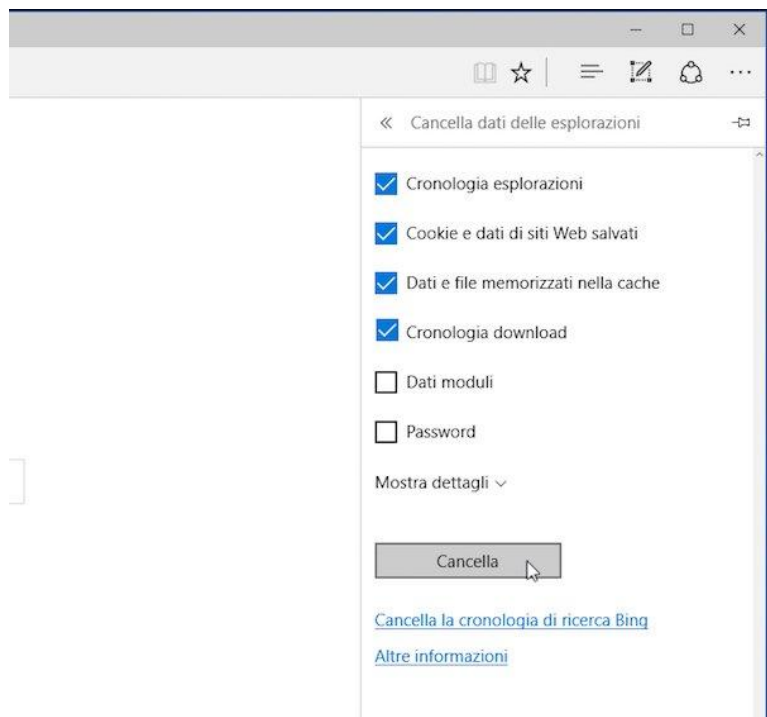 Cancella dati delle esplorazioni
Cronologia esplorazioni
Cookie e dati di siti Web salvati
Dati e file memorizzati nella cache
Cronologia download
Dati moduli
Password
Mostra dettagli
Cancella
Cancella la cronologia di ricerca Bing
Altre informazioni